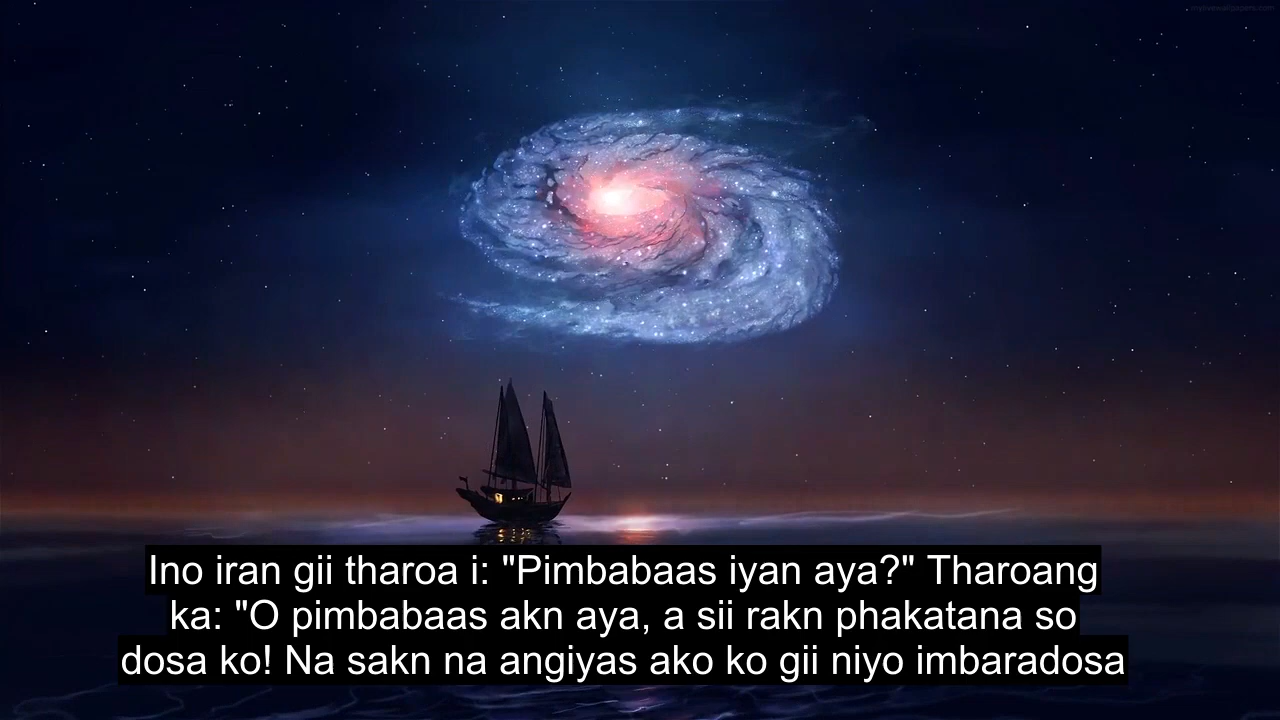 Ino iran gii tharoa i: "Pimbabaas iyan aya?" Tharoang
ka: "O pimbabaas akn aya, a sii rakn phakatana so
dosa ko! Na sakn na angiyas ako ko gii niyo imbaradosa